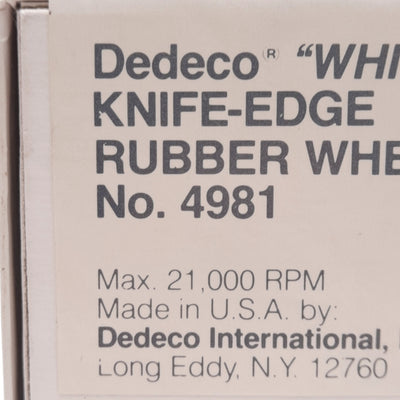 Dedeco® "WHI
KNIFE-EDGE
RUBBER WHE
No. 4981
Max. 21,000 RPM
Made in U.S.A. by:
Dedeco International,
Long Eddy, N.Y. 12760